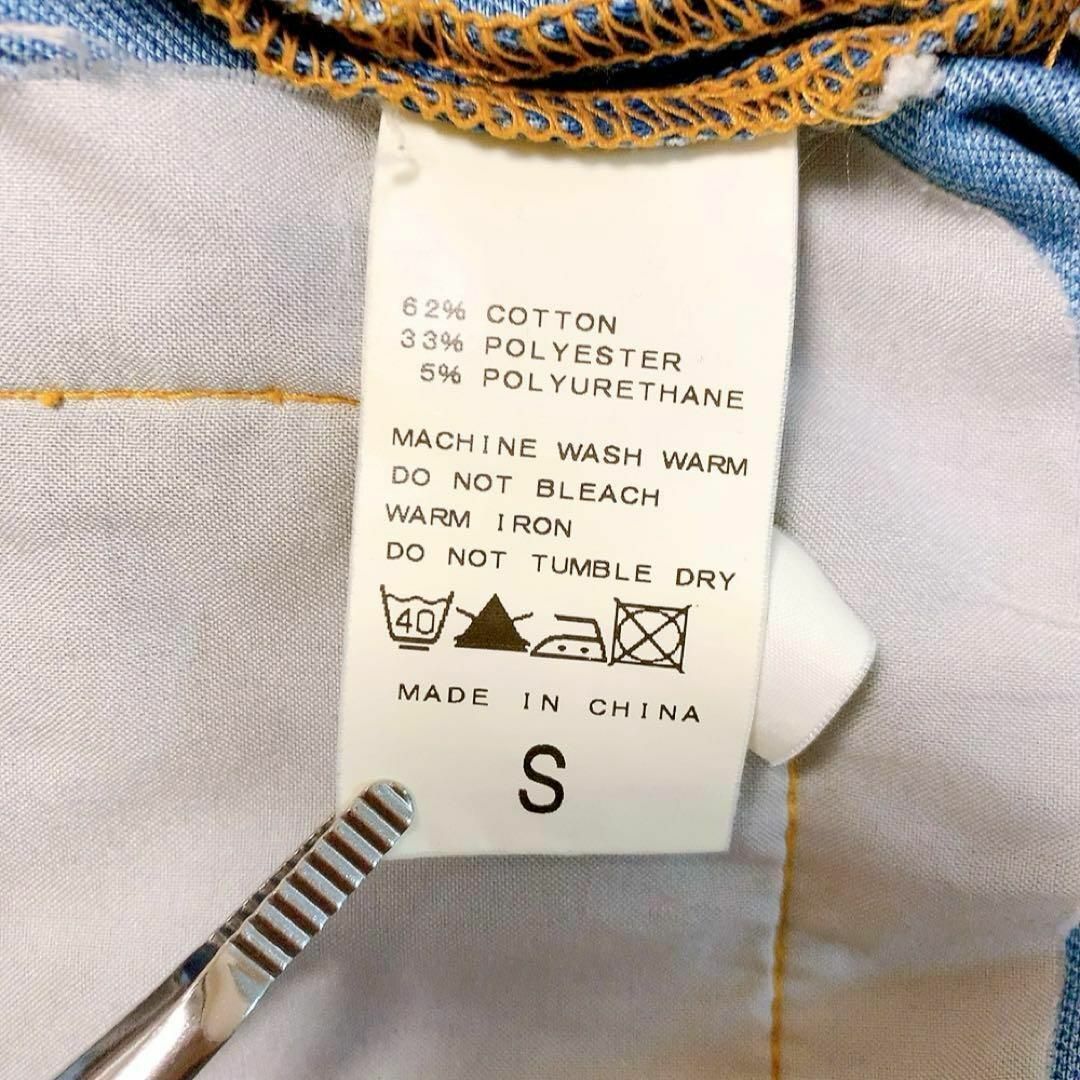 62% COTTON
33% POLYESTER
5% POLYURETHANE
MACHINE WASH WARM
DO NOT BLEACH
WARM IRON
DO NOT TUMBLE DRY
40
MADE IN CHINA
S